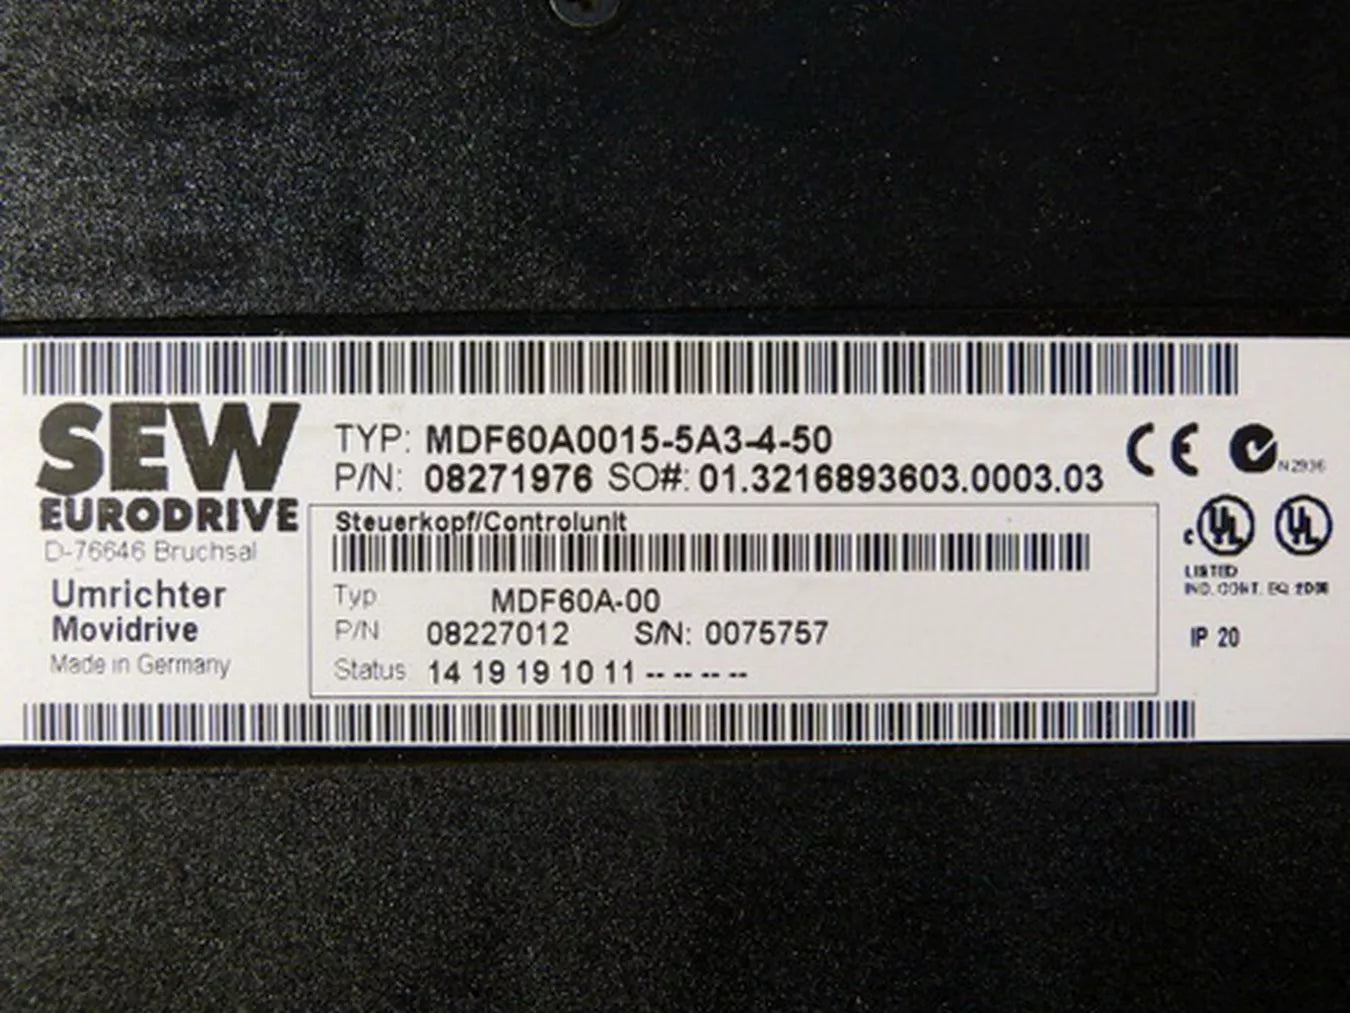 SEW
EURODRIVE
D-76646 Bruchsal
Umrichter
Movidrive
Made in Germany
TYP: MDF60A0015-5A3-4-50
P/N: 08271976 SO#: 01.3216893603.0003.03
Steuerkopf/Controlunit
Typ MDF60A-00
P/N 08227012 S/N: 0075757
Status 14 19 19 10 11 -- -- -- --
CE
N2936
c UL UL
LISTED
IND. CONT. EQ.
IP 20